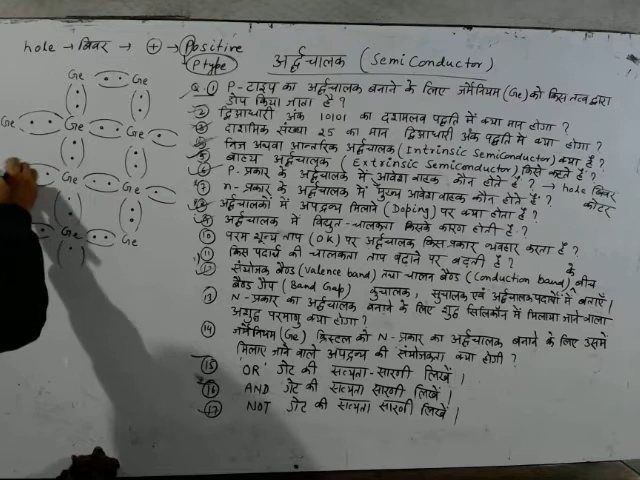 hole → विवर → + → Positive
Ptype
अर्द्धचालक (SemiConductor)
Ge Ge
Ge Ge Ge
Ge Ge
Ge
Q. 1 P-टाइप का अर्द्धचालक बनाने के लिए जर्मेनियम (Ge) को किस तत्व द्वारा
डोप किया जाता है ?
2 द्विआधारी अंक 10101 का दशमलव पद्धति में क्या मान होगा ?
3 दाशमिक संख्या 25 का मान द्विआधारी अंक पद्धति में क्या होगा ?
4 निज अथवा आन्तरिक अर्द्धचालक (Intrinsic Semiconductor) क्या है ?
5 बाह्य अर्द्धचालक (Extrinsic Semiconductor) किसे कहते हैं ?
6 P-प्रकार के अर्द्धचालक में आवेश वाहक कौन होते हैं ? → hole विवर
7 n-प्रकार के अर्द्धचालक में मुख्य आवेश वाहक कौन होते हैं ? कोटर
8 अर्द्धचालकों में अपद्रव्य मिलाने (Doping) पर क्या होता है ?
9 अर्द्धचालक में विद्युत-चालकता किसके कारण होती है ?
10 परम शून्य ताप (0K) पर अर्द्धचालक किस प्रकार व्यवहार करता है ?
11 किस पदार्थ की चालकता ताप बढाने पर बढ़ती है ?
12 संयोजक बैण्ड (Valence band) तथा चालन बैण्ड (Conduction band) के बीच
बैण्ड गैप (Band Gap) कुचालक, सुचालक एवं अर्द्धचालक पदार्थों में बताएँ ।
13 N-प्रकार का अर्द्धचालक बनाने के लिए शुद्ध सिलिकॉन में मिलाया जाने वाला
अशुद्ध परमाणु क्या होगा ?
14 जर्मेनियम (Ge) क्रिस्टल को N-प्रकार का अर्द्धचालक बनाने के लिए उसमें
मिलाए जाने वाले अपद्रव्य की संयोजकता क्या होगी ?
15 'OR' गेट की सत्यता-सारणी लिखें ।
16 AND गेट की सत्यता सारणी लिखें ।
17 NOT गेट की सत्यता सारणी लिखें ।